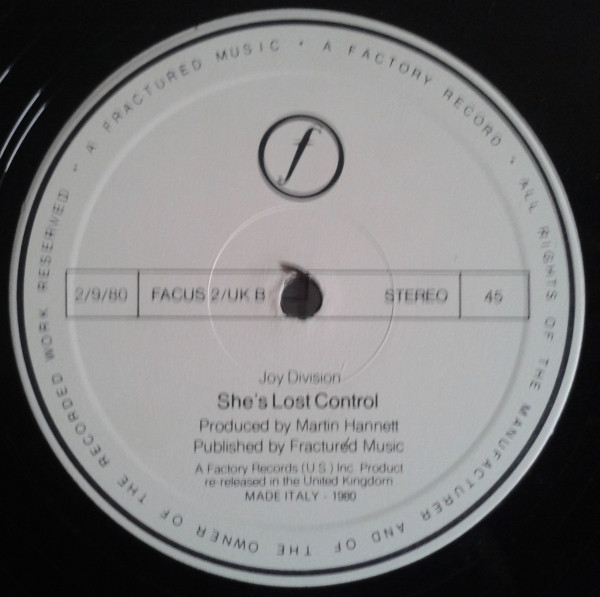 A FRACTURED MUSIC • A FACTORY RECORD • ALL RIGHTS OF THE MANUFACTURER AND OF THE OWNER OF THE RECORDED WORK RESERVED •
f
2/9/80 FACUS 2/UK B STEREO 45
Joy Division
She's Lost Control
Produced by Martin Hannett
Published by Fractured Music
A Factory Records (U.S.) Inc. Product
re-released in the United Kingdom
MADE ITALY - 1980